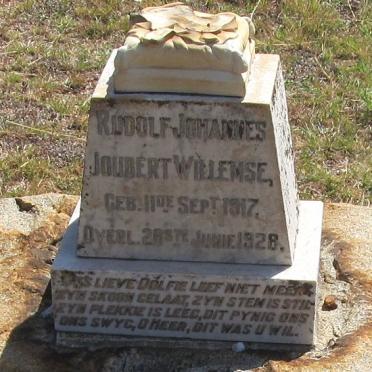 RUDOLF JOHANNES
JOUBERT WILLEMSE,
GEB. 11DE SEPT. 1917.
OVERL. 28STE JUNIE 1928.
ONS LIEVE DOLFIE LEEF NIET MEER,
ZYN SKOON GELAAT, ZYN STEM IS STIL,
ZYN PLEKKIE IS LEEG, DIT PYNIG ONS
ONS SWYG, O HEER, DIT WAS U WIL.